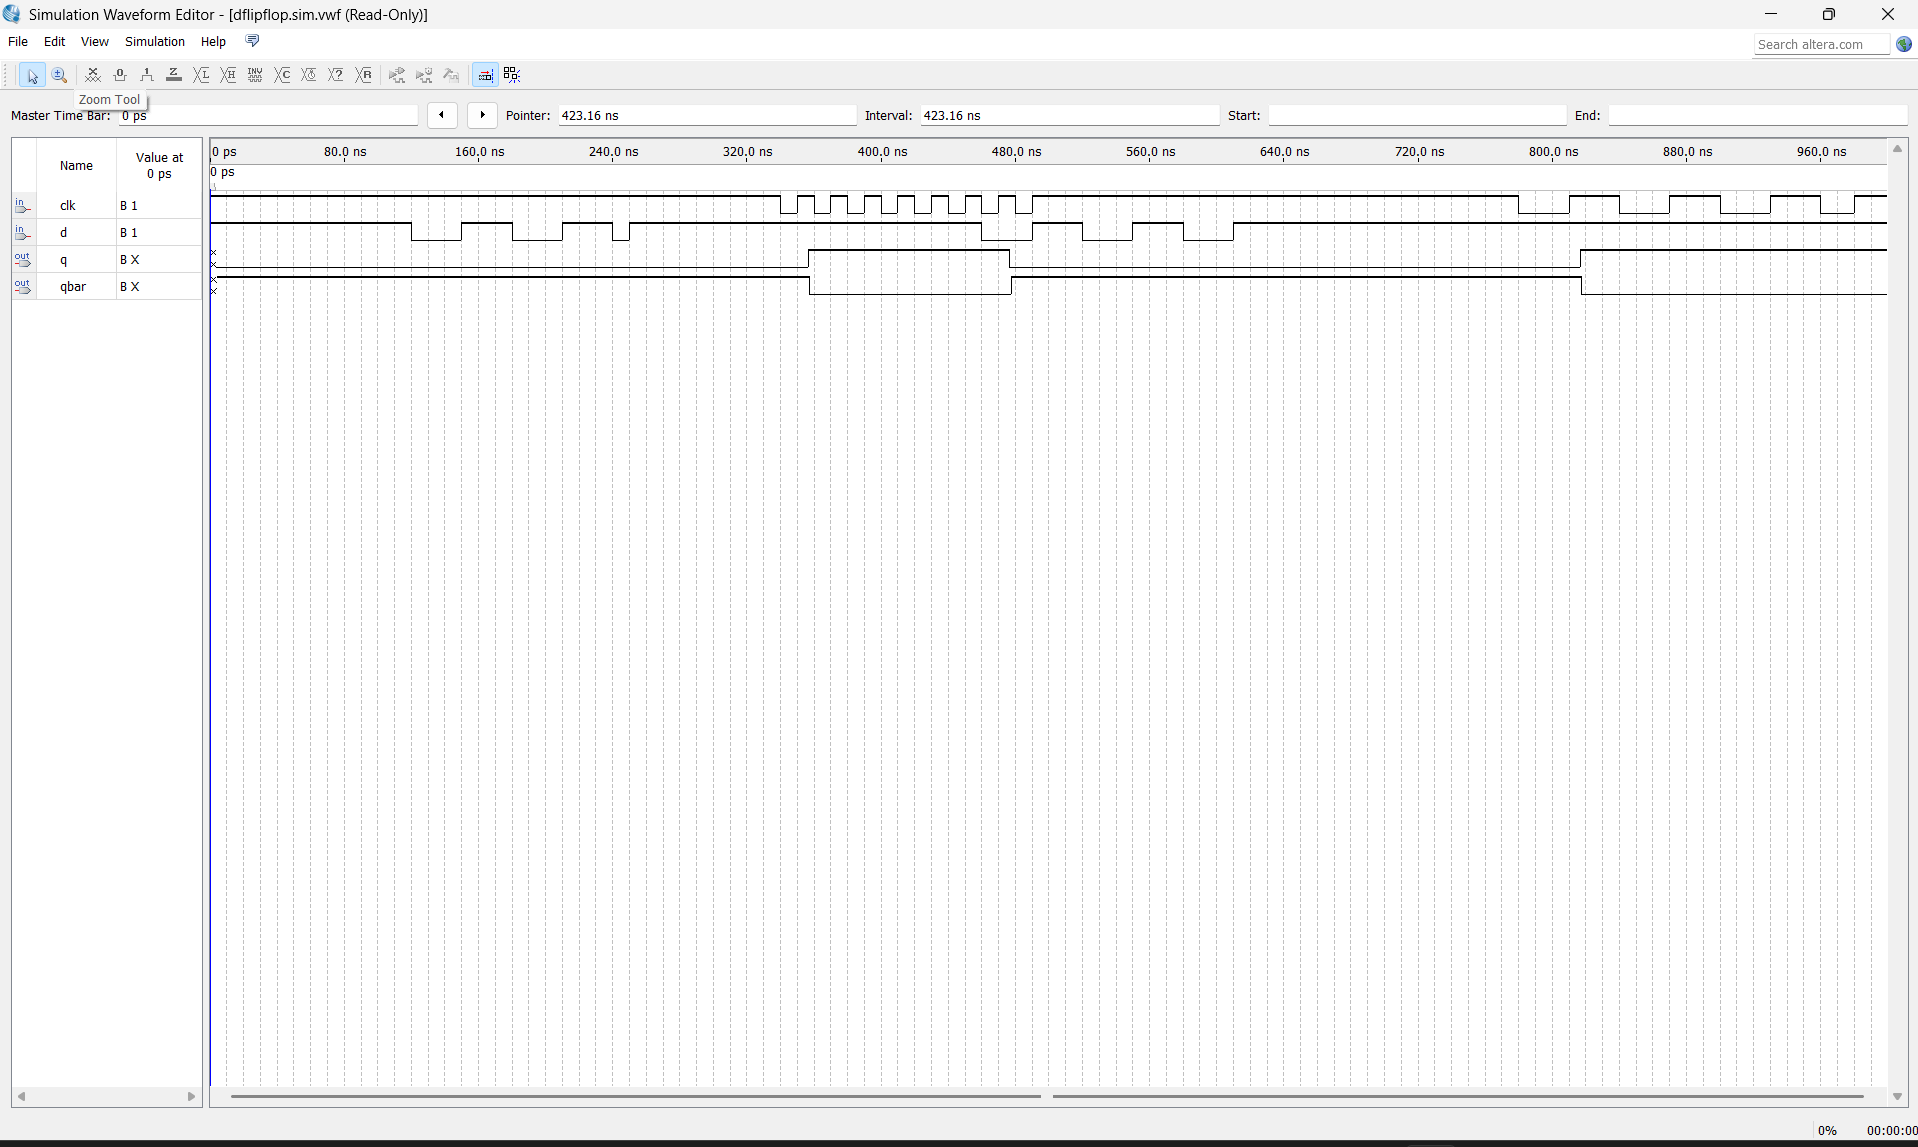 Simulation Waveform Editor - [dflipflop.sim.vwf (Read-Only)]
File Edit View Simulation Help
Search altera.com
Zoom Tool
Master Time Bar: 0 ps Pointer: 423.16 ns Interval: 423.16 ns Start: End:
Name Value at 0 ps
0 ps 80.0 ns 160.0 ns 240.0 ns 320.0 ns 400.0 ns 480.0 ns 560.0 ns 640.0 ns 720.0 ns 800.0 ns 880.0 ns 960.0 ns
0 ps
in clk B 1
in d B 1
out q B X
out qbar B X
0% 00:00:00